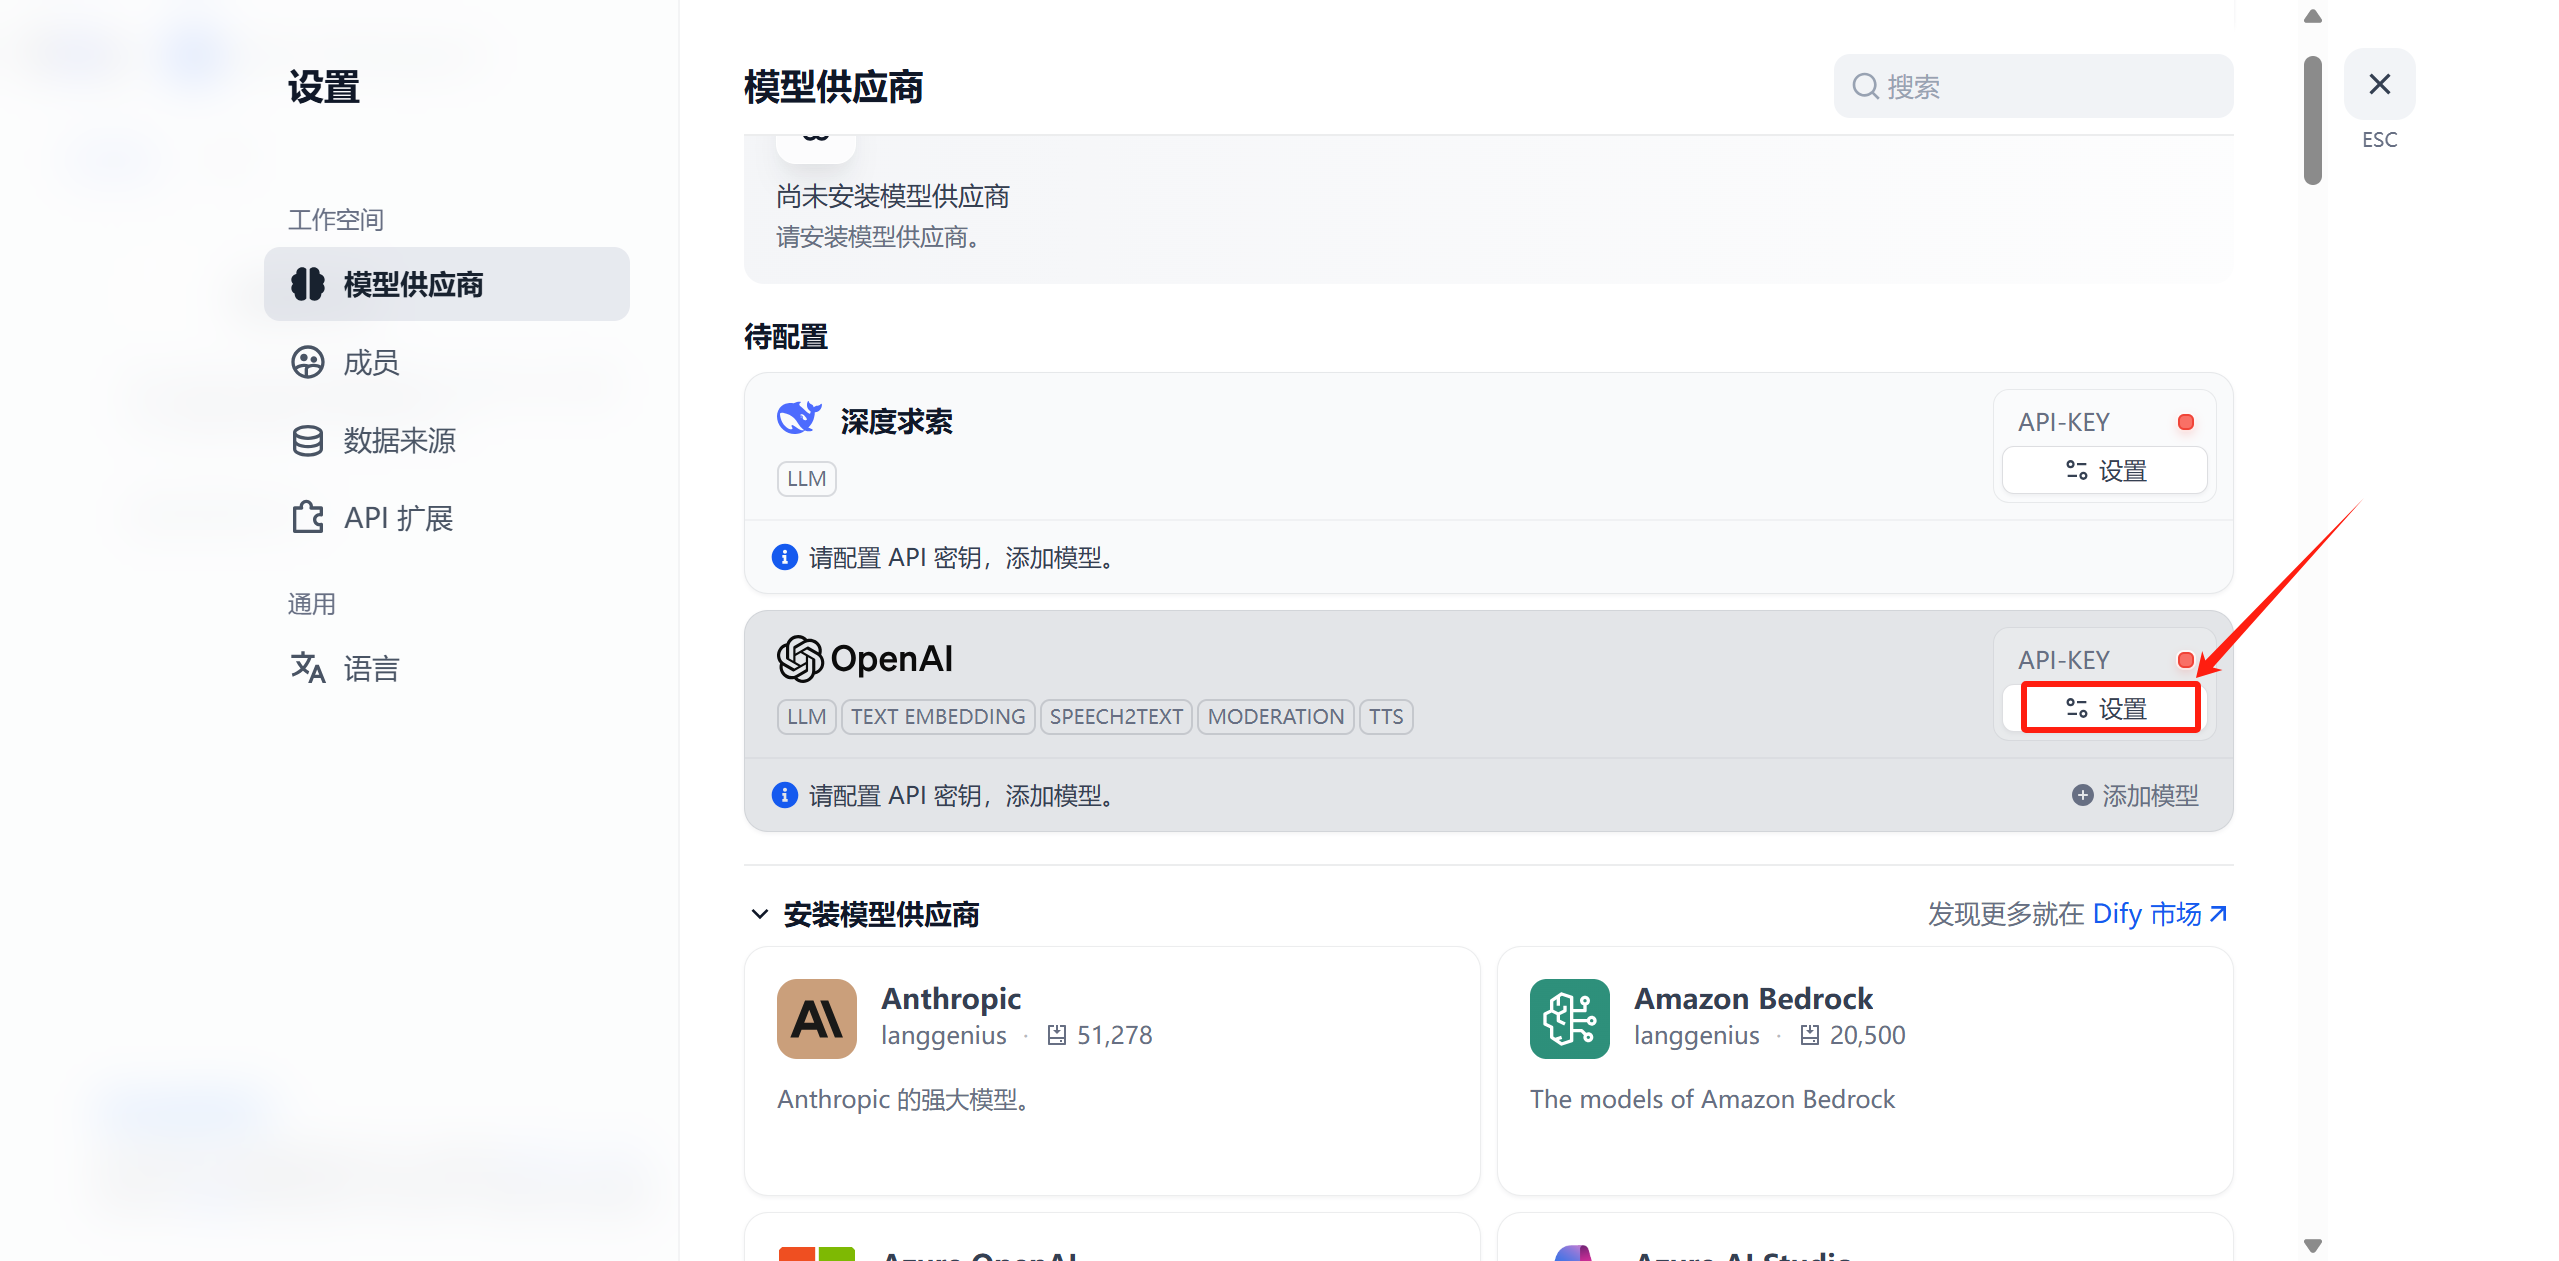 设置
工作空间
模型供应商
成员
数据来源
API 扩展
通用
语言
模型供应商
搜索
ESC
尚未安装模型供应商
请安装模型供应商。
待配置
深度求索
LLM
API-KEY
设置
请配置 API 密钥，添加模型。
OpenAI
LLM TEXT EMBEDDING SPEECH2TEXT MODERATION TTS
API-KEY
设置
请配置 API 密钥，添加模型。
添加模型
安装模型供应商
发现更多就在 Dify 市场
Anthropic
langgenius · 51,278
Anthropic 的强大模型。
Amazon Bedrock
langgenius · 20,500
The models of Amazon Bedrock
Azure OpenAI
Azure AI Studio